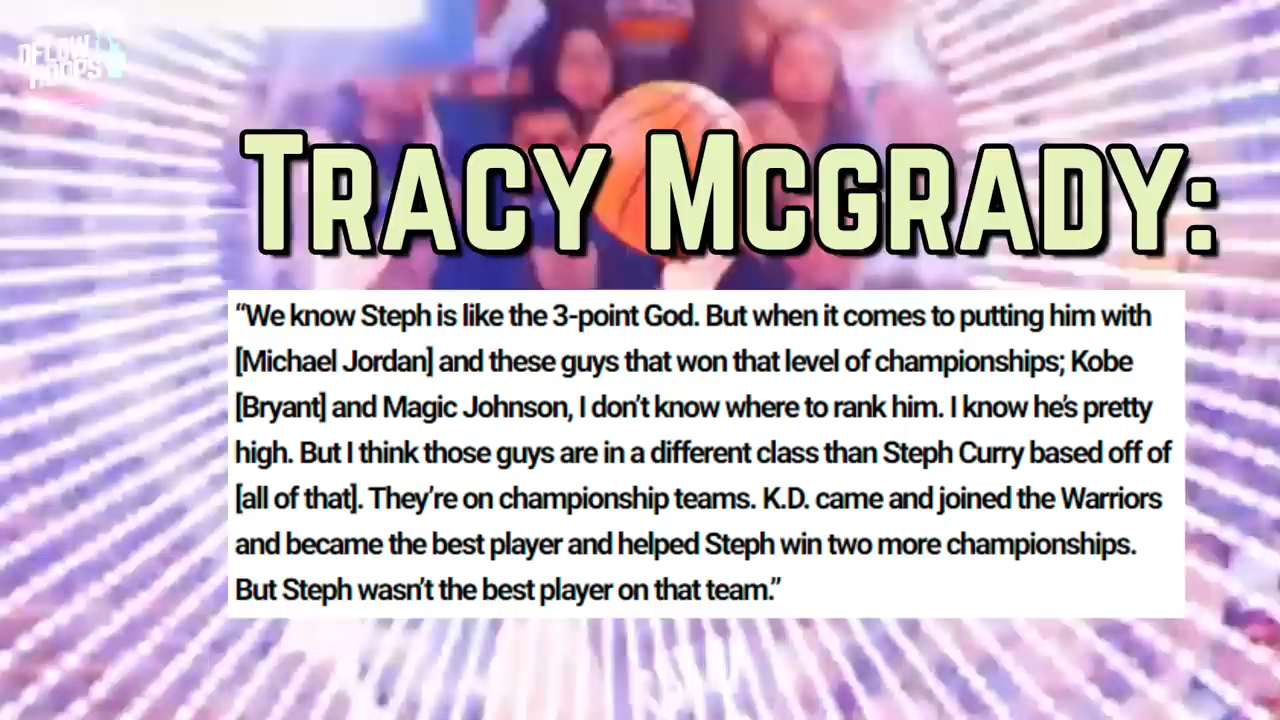 DFLOW
HOOPS
TRACY MCGRADY:
“We know Steph is like the 3-point God. But when it comes to putting him with
[Michael Jordan] and these guys that won that level of championships; Kobe
[Bryant] and Magic Johnson, I don’t know where to rank him. I know he’s pretty
high. But I think those guys are in a different class than Steph Curry based off of
[all of that]. They’re on championship teams. K.D. came and joined the Warriors
and became the best player and helped Steph win two more championships.
But Steph wasn’t the best player on that team.”